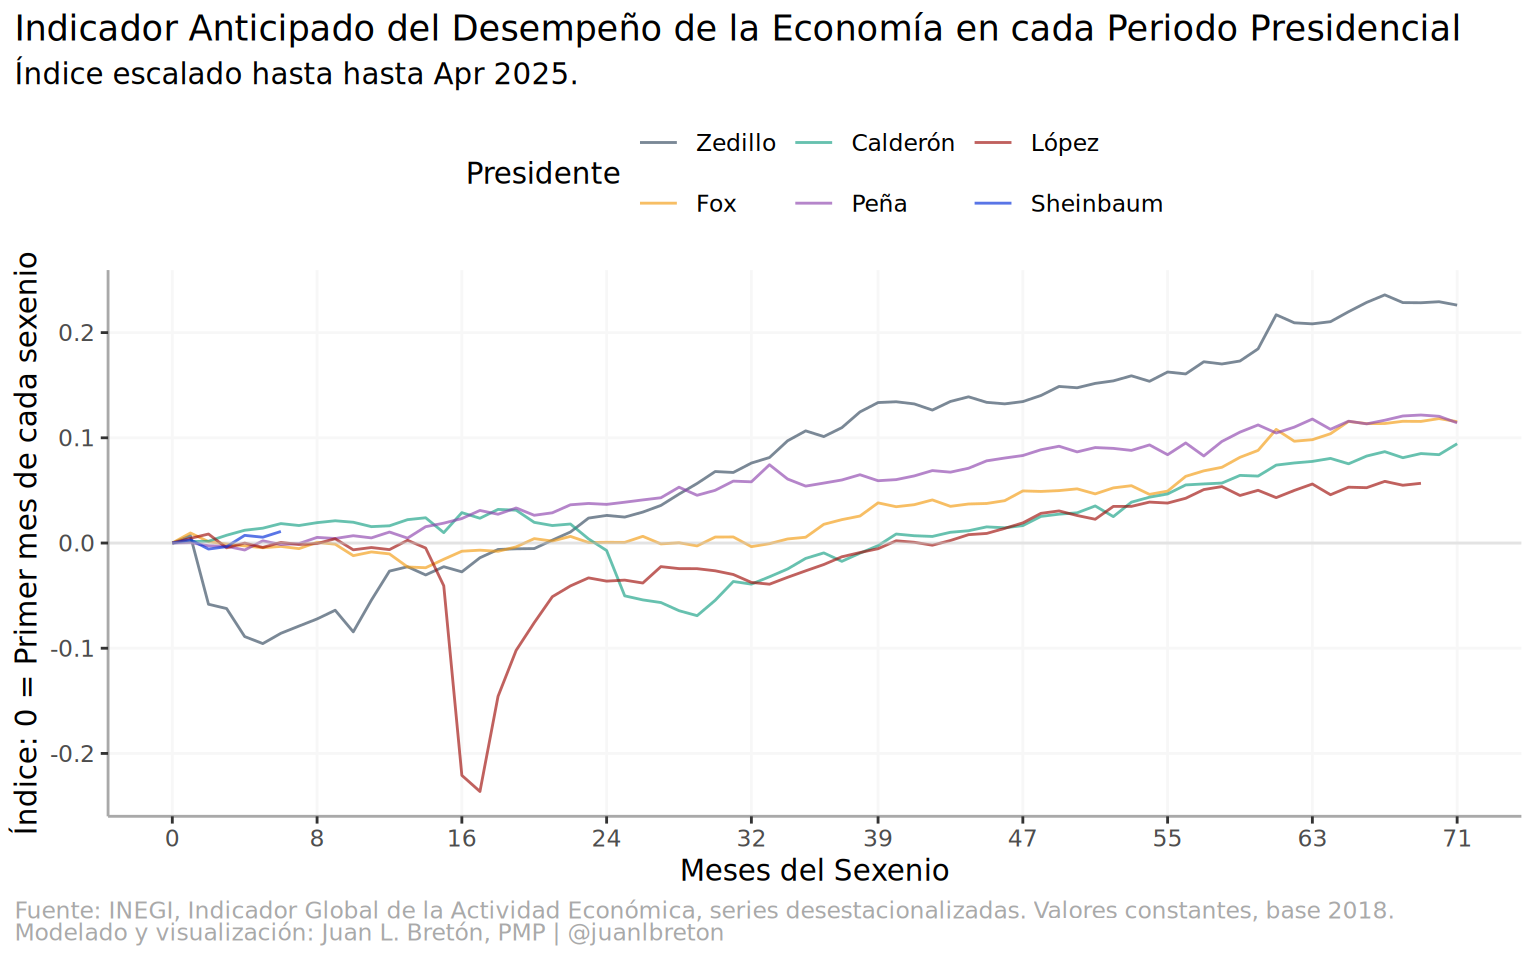 Indicador Anticipado del Desempeño de la Economía en cada Periodo Presidencial
Índice escalado hasta hasta Apr 2025.
Presidente
Zedillo
Calderón
López
Fox
Peña
Sheinbaum
Índice: 0 = Primer mes de cada sexenio
0.2
0.1
0.0
-0.1
-0.2
0
8
16
24
32
39
47
55
63
71
Meses del Sexenio
Fuente: INEGI, Indicador Global de la Actividad Económica, series desestacionalizadas. Valores constantes, base 2018.
Modelado y visualización: Juan L. Bretón, PMP | @juanlbreton